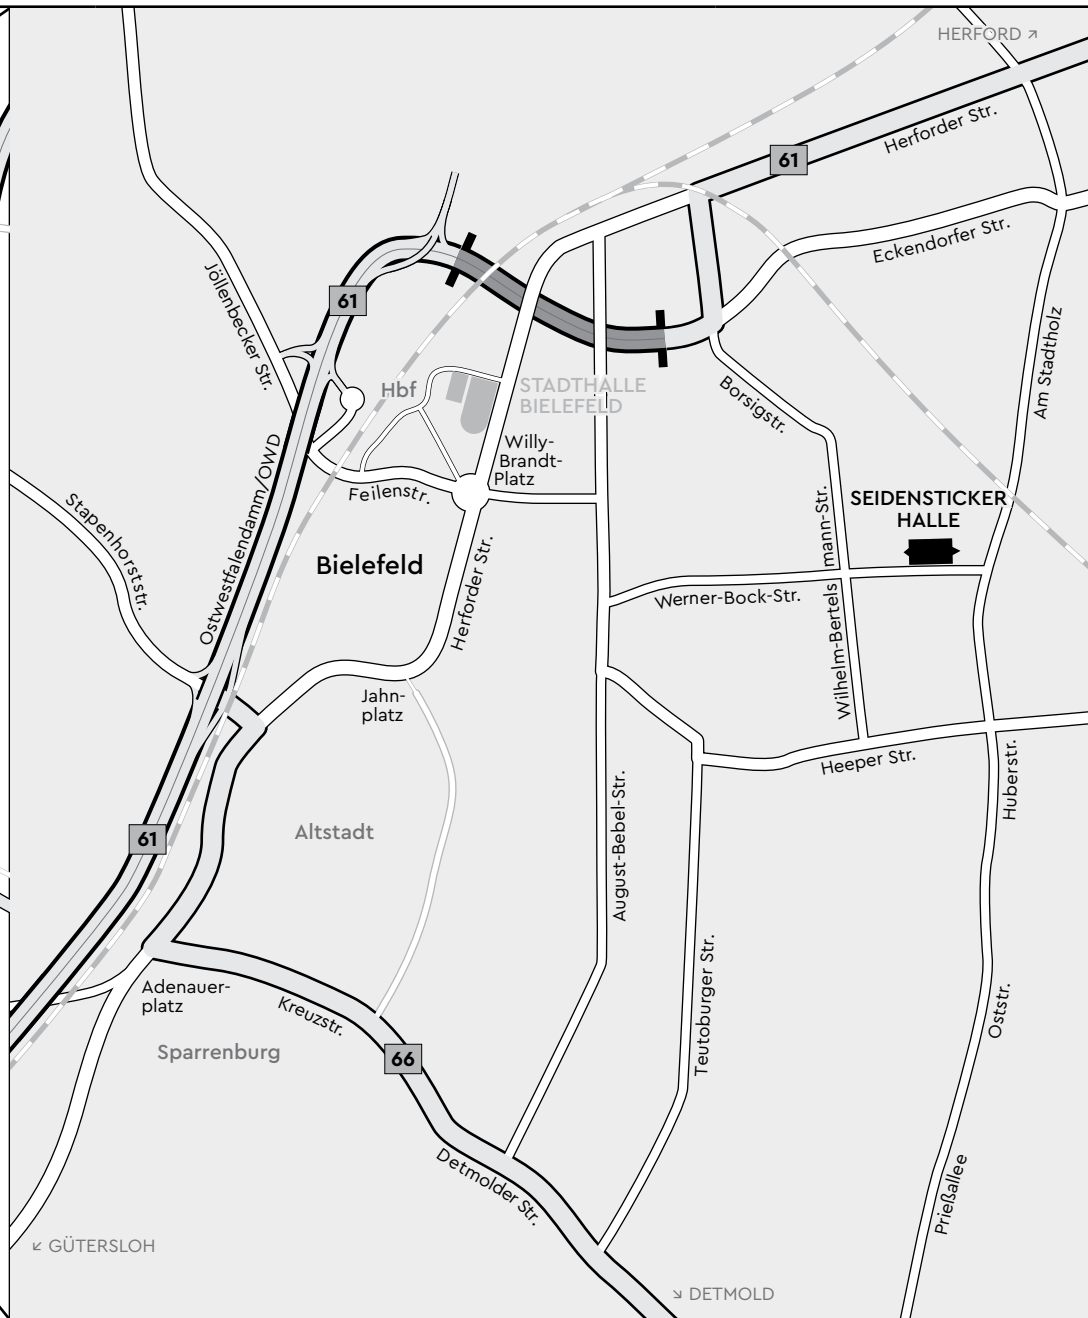 HERFORD ↗
61
Herforder Str.
Eckendorfer Str.
Jöllenbecker Str.
61
Am Stadtholz
Hbf
STADTHALLE
BIELEFELD
Borsigstr.
Willy-
Brandt-
Platz
Feilenstr.
Ostwestfalendamm/OWD
Stapenhorststr.
SEIDENSTICKER
HALLE
Bielefeld
Herforder Str.
Werner-Bock-Str.
Wilhelm-Bertels mann-Str.
Jahn-
platz
Heeper Str.
Huberstr.
61
Altstadt
August-Bebel-Str.
Teutoburger Str.
Adenauer-
platz
Kreuzstr.
Oststr.
Sparrenburg
66
Detmolder Str.
Prießallee
↙ GÜTERSLOH
↘ DETMOLD